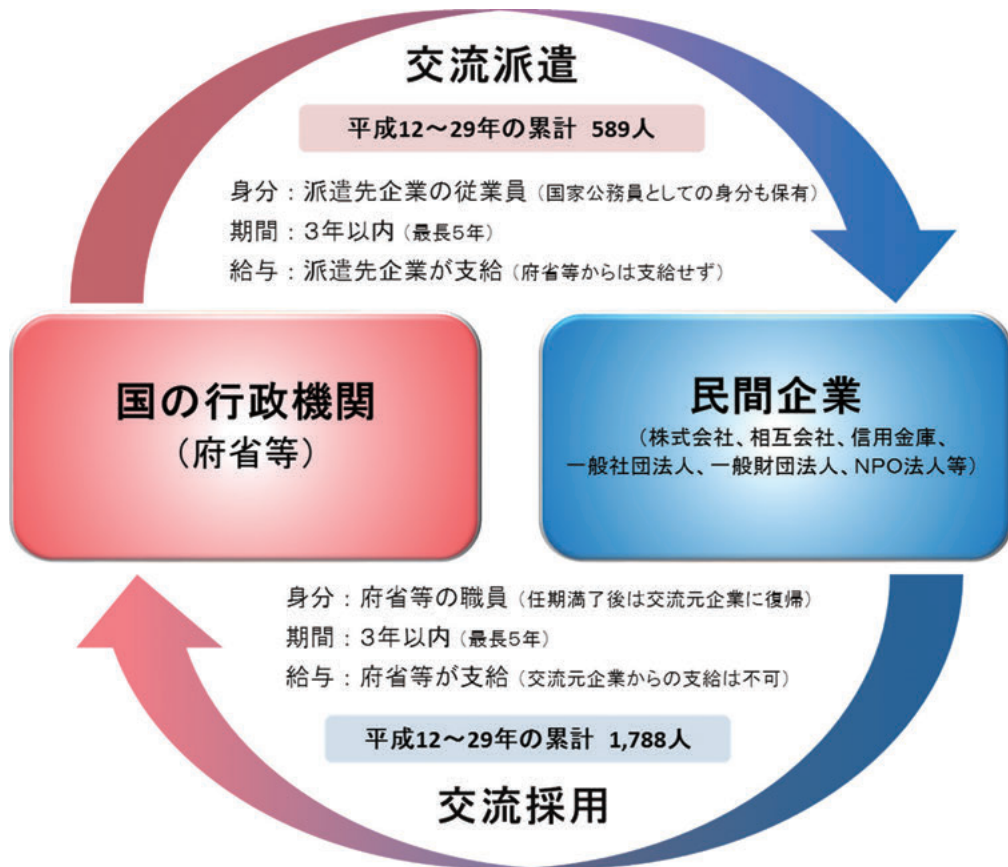 交流派遣
平成12～29年の累計 589人
身分：派遣先企業の従業員（国家公務員としての身分も保有）
期間：３年以内（最長5年）
給与：派遣先企業が支給（府省等からは支給せず）
国の行政機関
（府省等）
民間企業
（株式会社、相互会社、信用金庫、
一般社団法人、一般財団法人、NPO法人等）
身分：府省等の職員（任期満了後は交流元企業に復帰）
期間：３年以内（最長5年）
給与：府省等が支給（交流元企業からの支給は不可）
平成12～29年の累計 1,788人
交流採用